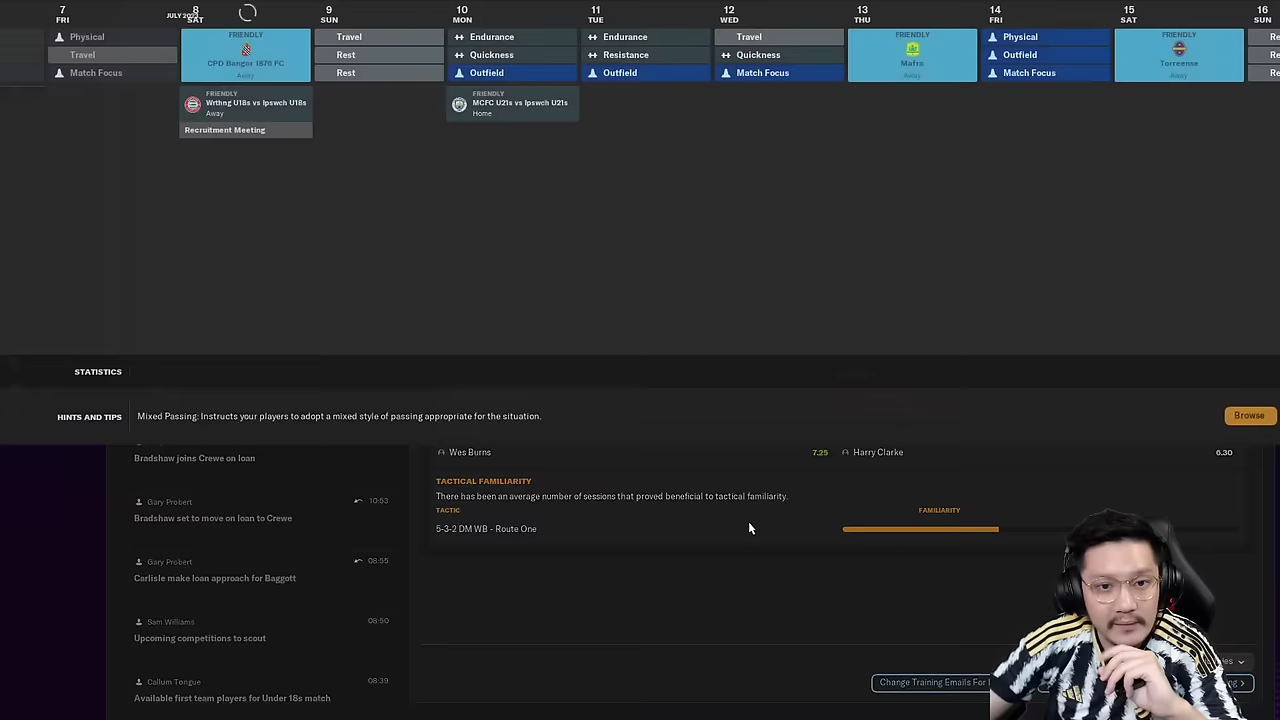 7
FRI
JULY 202
8
SAT
9
SUN
10
MON
11
TUE
12
WED
13
THU
14
FRI
15
SAT
16
SUN
Physical
Travel
Match Focus
FRIENDLY
CPD Bangor 1876 FC
Away
Travel
Rest
Rest
Endurance
Quickness
Outfield
Endurance
Resistance
Outfield
Travel
Quickness
Match Focus
FRIENDLY
Mafra
Away
Physical
Outfield
Match Focus
FRIENDLY
Torreense
Away
Re
Re
FRIENDLY
Wrthng U18s vs Ipswch U18s
Away
Recruitment Meeting
FRIENDLY
MCFC U21s vs Ipswch U21s
Home
STATISTICS
HINTS AND TIPS
Mixed Passing: Instructs your players to adopt a mixed style of passing appropriate for the situation.
Browse
Bradshaw joins Crewe on loan
Gary Probert
10:53
Bradshaw set to move on loan to Crewe
Gary Probert
08:55
Carlisle make loan approach for Baggott
Sam Williams
08:50
Upcoming competitions to scout
Callum Tongue
08:39
Available first team players for Under 18s match
Wes Burns
7.25
Harry Clarke
6.30
TACTICAL FAMILIARITY
There has been an average number of sessions that proved beneficial to tactical familiarity.
TACTIC
FAMILIARITY
5-3-2 DM WB - Route One
Change Training Emails For